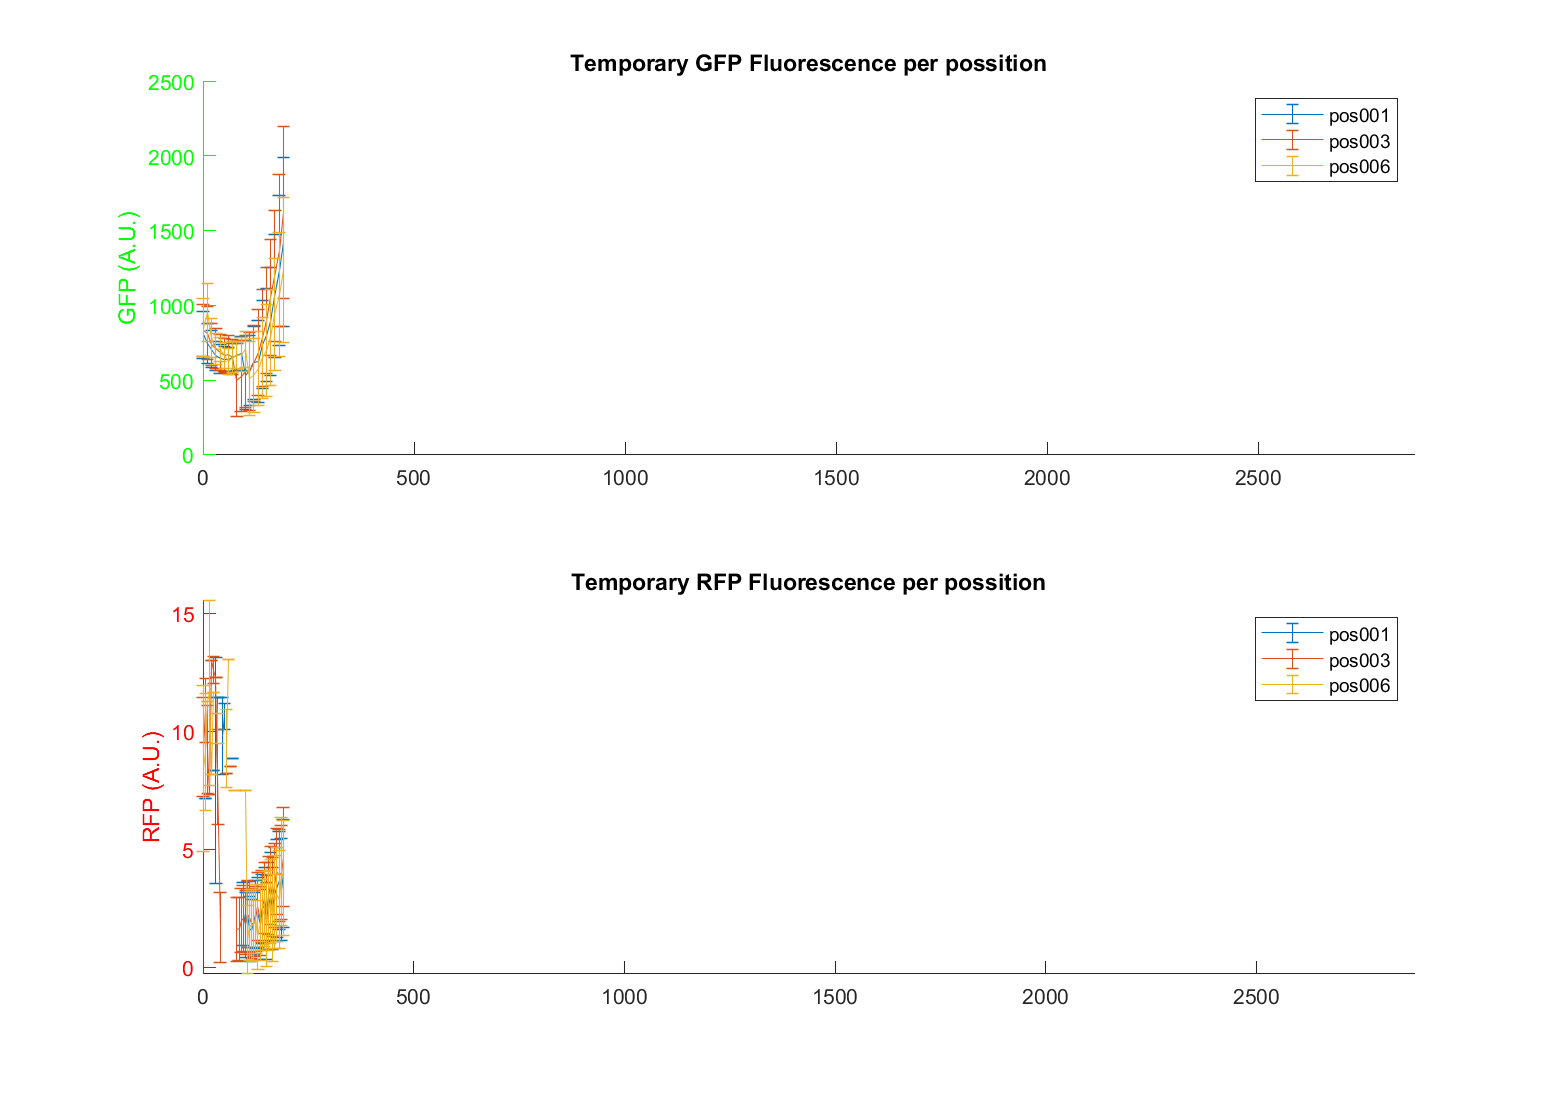 Temporary GFP Fluorescence per possition
2500
2000
1500
1000
500
0
GFP (A.U.)
pos001
pos003
pos006
0 500 1000 1500 2000 2500
Temporary RFP Fluorescence per possition
15
10
5
0
RFP (A.U.)
pos001
pos003
pos006
0 500 1000 1500 2000 2500